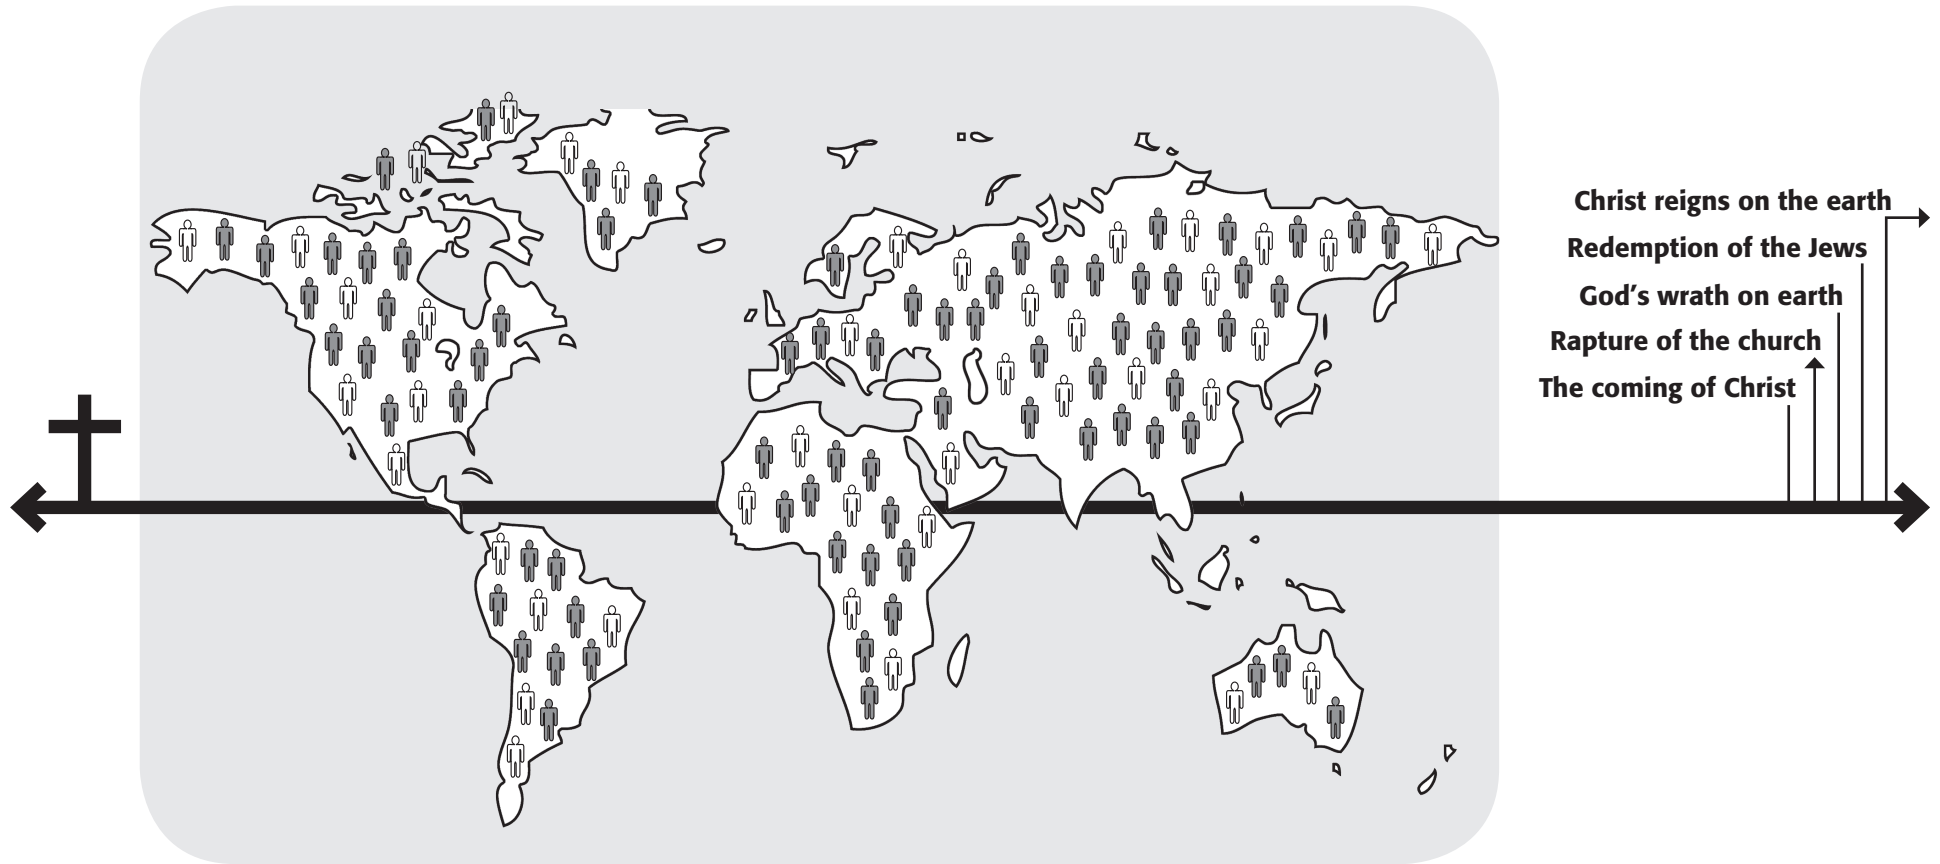 Christ reigns on the earth
Redemption of the Jews
God's wrath on earth
Rapture of the church
The coming of Christ